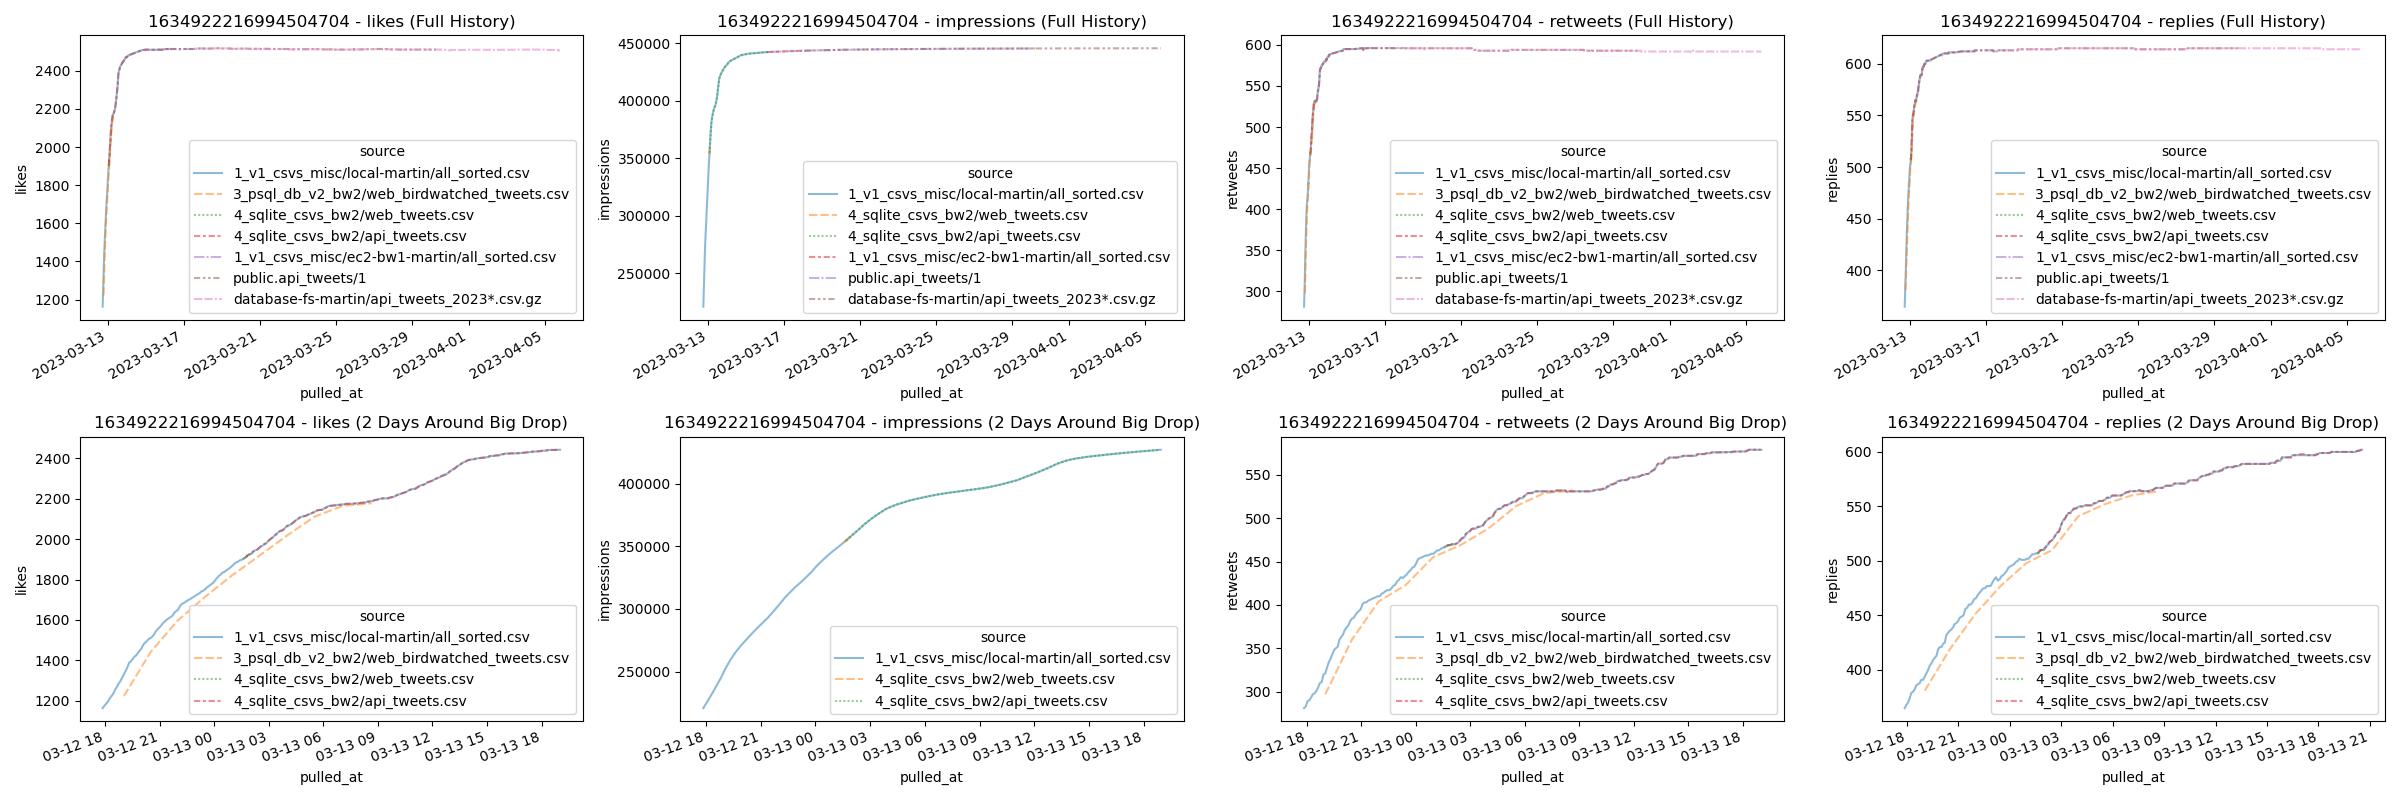 1634922216994504704 - likes (Full History)
likes
2400
2200
2000
1800
1600
1400
1200
source
1_v1_csvs_misc/local-martin/all_sorted.csv
3_psql_db_v2_bw2/web_birdwatched_tweets.csv
4_sqlite_csvs_bw2/web_tweets.csv
4_sqlite_csvs_bw2/api_tweets.csv
1_v1_csvs_misc/ec2-bw1-martin/all_sorted.csv
public.api_tweets/1
database-fs-martin/api_tweets_2023*.csv.gz
2023-03-13 2023-03-17 2023-03-21 2023-03-25 2023-03-29 2023-04-01 2023-04-05
pulled_at
1634922216994504704 - impressions (Full History)
impressions
450000
400000
350000
300000
250000
source
1_v1_csvs_misc/local-martin/all_sorted.csv
4_sqlite_csvs_bw2/web_tweets.csv
4_sqlite_csvs_bw2/api_tweets.csv
1_v1_csvs_misc/ec2-bw1-martin/all_sorted.csv
public.api_tweets/1
database-fs-martin/api_tweets_2023*.csv.gz
2023-03-13 2023-03-17 2023-03-21 2023-03-25 2023-03-29 2023-04-01 2023-04-05
pulled_at
1634922216994504704 - retweets (Full History)
retweets
600
550
500
450
400
350
300
source
1_v1_csvs_misc/local-martin/all_sorted.csv
3_psql_db_v2_bw2/web_birdwatched_tweets.csv
4_sqlite_csvs_bw2/web_tweets.csv
4_sqlite_csvs_bw2/api_tweets.csv
1_v1_csvs_misc/ec2-bw1-martin/all_sorted.csv
public.api_tweets/1
database-fs-martin/api_tweets_2023*.csv.gz
2023-03-13 2023-03-17 2023-03-21 2023-03-25 2023-03-29 2023-04-01 2023-04-05
pulled_at
1634922216994504704 - replies (Full History)
replies
600
550
500
450
400
source
1_v1_csvs_misc/local-martin/all_sorted.csv
3_psql_db_v2_bw2/web_birdwatched_tweets.csv
4_sqlite_csvs_bw2/web_tweets.csv
4_sqlite_csvs_bw2/api_tweets.csv
1_v1_csvs_misc/ec2-bw1-martin/all_sorted.csv
public.api_tweets/1
database-fs-martin/api_tweets_2023*.csv.gz
2023-03-13 2023-03-17 2023-03-21 2023-03-25 2023-03-29 2023-04-01 2023-04-05
pulled_at
1634922216994504704 - likes (2 Days Around Big Drop)
likes
2400
2200
2000
1800
1600
1400
1200
source
1_v1_csvs_misc/local-martin/all_sorted.csv
3_psql_db_v2_bw2/web_birdwatched_tweets.csv
4_sqlite_csvs_bw2/web_tweets.csv
4_sqlite_csvs_bw2/api_tweets.csv
03-12 18 03-12 21 03-13 00 03-13 03 03-13 06 03-13 09 03-13 12 03-13 15 03-13 18
pulled_at
1634922216994504704 - impressions (2 Days Around Big Drop)
impressions
400000
350000
300000
250000
source
1_v1_csvs_misc/local-martin/all_sorted.csv
4_sqlite_csvs_bw2/web_tweets.csv
4_sqlite_csvs_bw2/api_tweets.csv
03-12 18 03-12 21 03-13 00 03-13 03 03-13 06 03-13 09 03-13 12 03-13 15 03-13 18
pulled_at
1634922216994504704 - retweets (2 Days Around Big Drop)
retweets
550
500
450
400
350
300
source
1_v1_csvs_misc/local-martin/all_sorted.csv
3_psql_db_v2_bw2/web_birdwatched_tweets.csv
4_sqlite_csvs_bw2/web_tweets.csv
4_sqlite_csvs_bw2/api_tweets.csv
03-12 18 03-12 21 03-13 00 03-13 03 03-13 06 03-13 09 03-13 12 03-13 15 03-13 18
pulled_at
1634922216994504704 - replies (2 Days Around Big Drop)
replies
600
550
500
450
400
source
1_v1_csvs_misc/local-martin/all_sorted.csv
3_psql_db_v2_bw2/web_birdwatched_tweets.csv
4_sqlite_csvs_bw2/web_tweets.csv
4_sqlite_csvs_bw2/api_tweets.csv
03-12 18 03-12 21 03-13 00 03-13 03 03-13 06 03-13 09 03-13 12 03-13 15 03-13 18 03-13 21
pulled_at